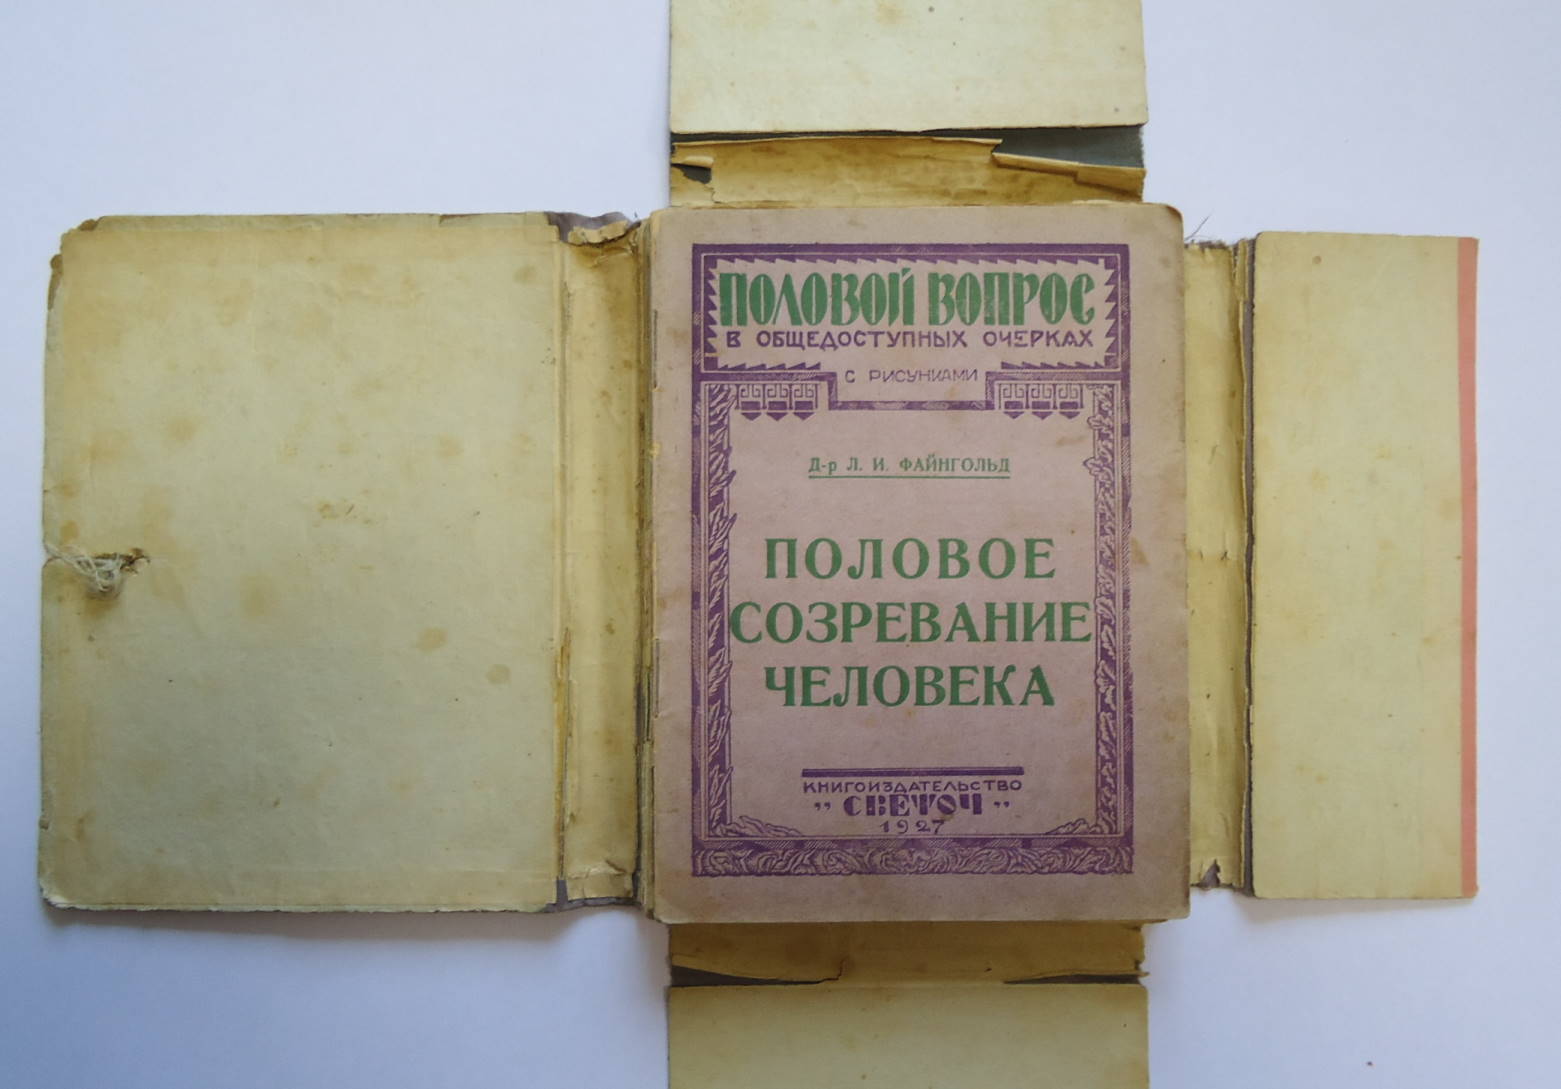 ПОЛОВОЙ ВОПРОС
В ОБЩЕДОСТУПНЫХ ОЧЕРКАХ
С РИСУНКАМИ
Д-р Л. И. ФАЙНГОЛЬД
ПОЛОВОЕ
СОЗРЕВАНИЕ
ЧЕЛОВЕКА
КНИГОИЗДАТЕЛЬСТВО
„СВЕТОЧ"
1927